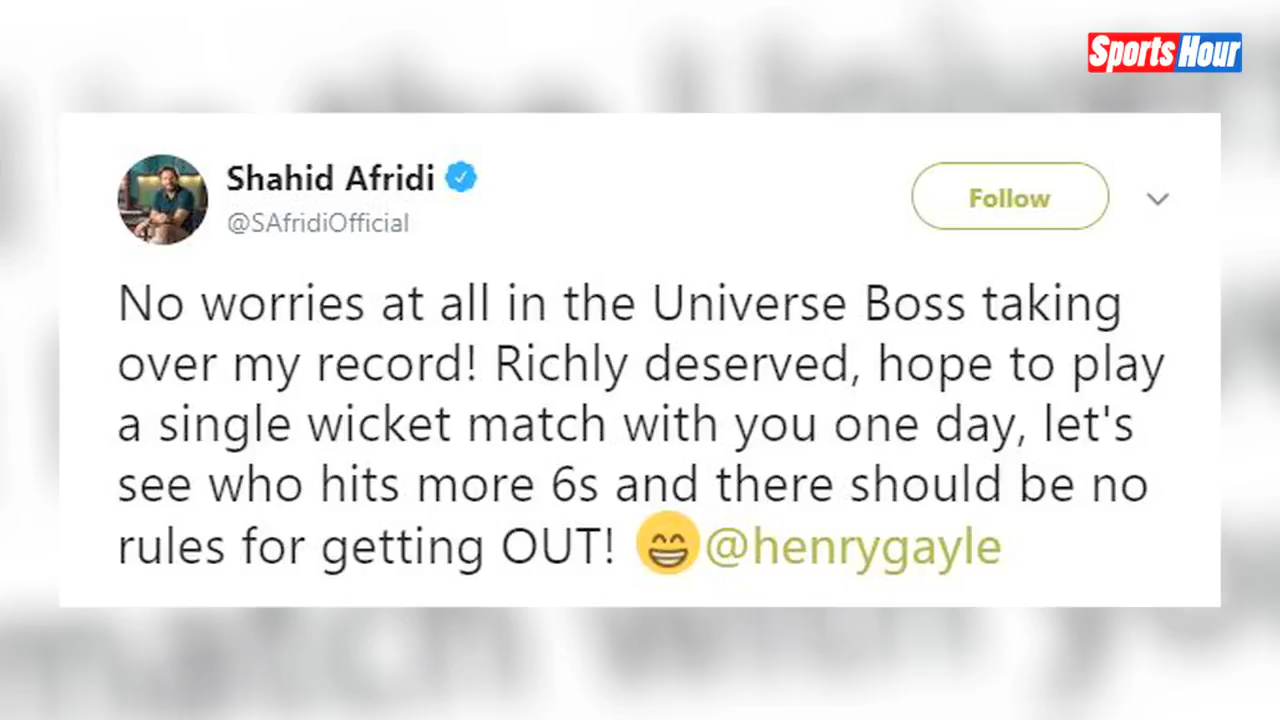 Sports Hour
Shahid Afridi
@SAfridiOfficial
Follow
No worries at all in the Universe Boss taking
over my record! Richly deserved, hope to play
a single wicket match with you one day, let's
see who hits more 6s and there should be no
rules for getting OUT! 😁@henrygayle